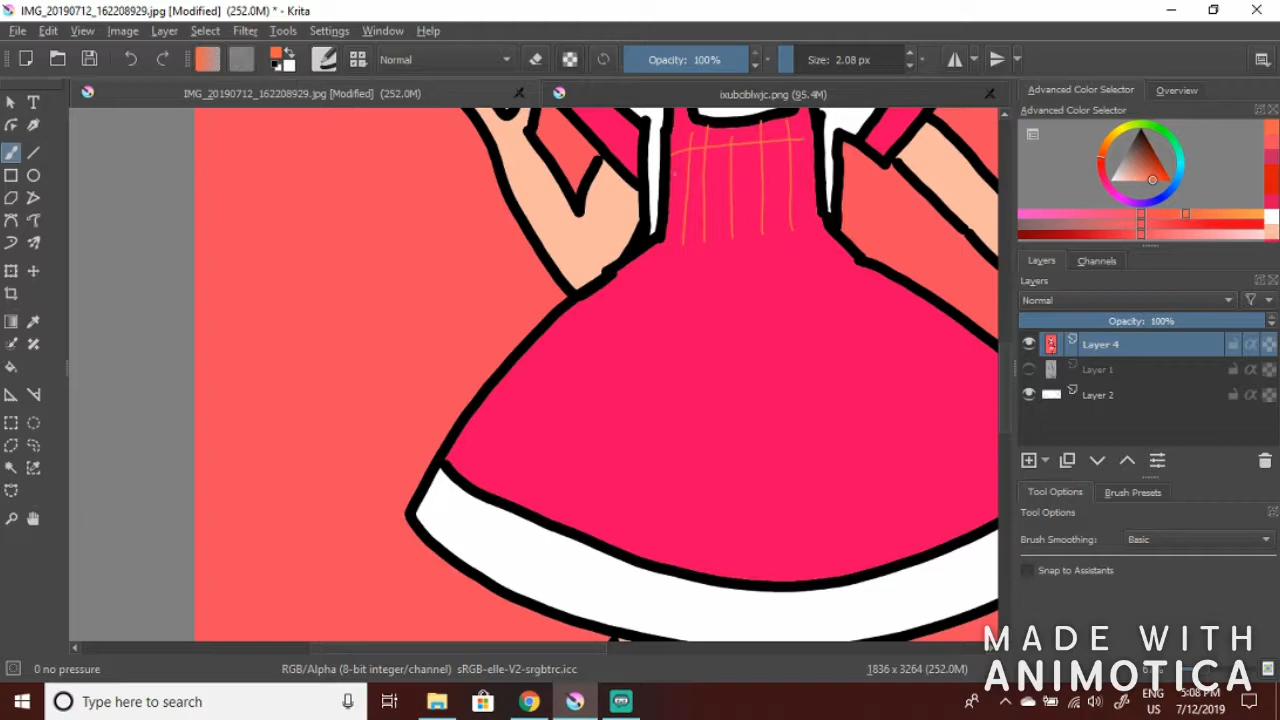 IMG_20190712_162208929.jpg [Modified] (252.0M) * - Krita
File Edit View Image Layer Select Filter Tools Settings Window Help
Normal Opacity: 100% Size: 2.08 px
IMG_20190712_162208929.jpg [Modified] (252.0M)
ixubcblwjc.png (95.4M)
Advanced Color Selector Overview
Advanced Color Selector
Layers Channels
Layers
Normal
Opacity: 100%
Layer 4
Layer 1
Layer 2
Tool Options Brush Presets
Tool Options
Brush Smoothing: Basic
Snap to Assistants
MADE WITH
ANIMOTICA
0 no pressure
RGB/Alpha (8-bit integer/channel) sRGB-elle-V2-srgbtrc.icc
1836 x 3264 (252.0M)
Type here to search
ENG
US
5:08 PM
7/12/2019